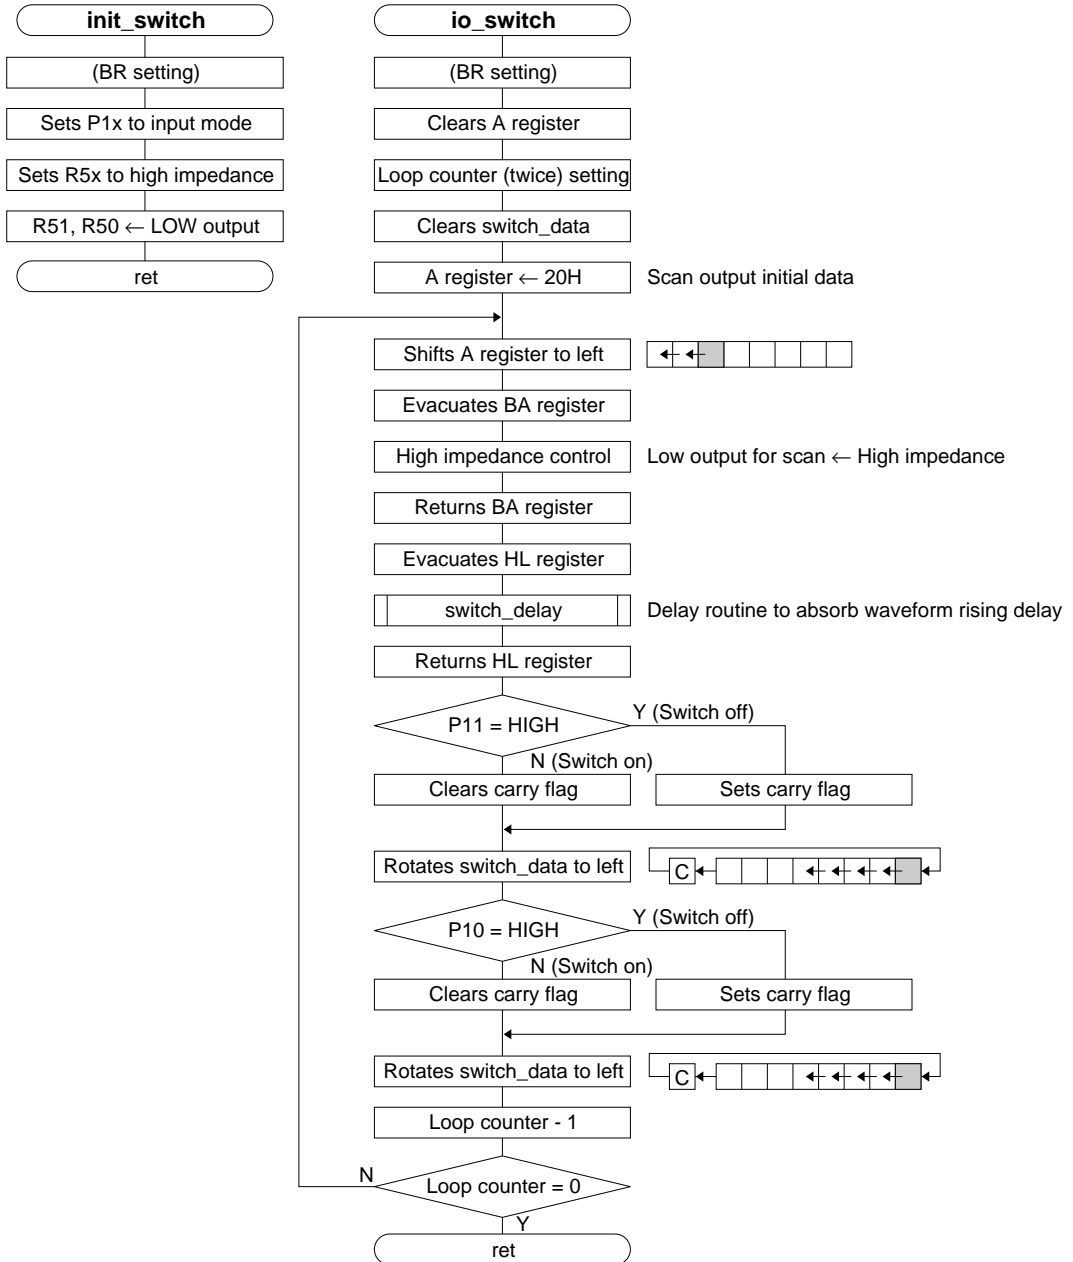 init_switch
(BR setting)
Sets P1x to input mode
Sets R5x to high impedance
R51, R50 ← LOW output
ret
io_switch
(BR setting)
Clears A register
Loop counter (twice) setting
Clears switch_data
A register ← 20H
Scan output initial data
Shifts A register to left
Evacuates BA register
High impedance control
Low output for scan ← High impedance
Returns BA register
Evacuates HL register
switch_delay
Delay routine to absorb waveform rising delay
Returns HL register
P11 = HIGH
Y (Switch off)
N (Switch on)
Clears carry flag
Sets carry flag
Rotates switch_data to left
C
P10 = HIGH
Y (Switch off)
N (Switch on)
Clears carry flag
Sets carry flag
Rotates switch_data to left
C
Loop counter - 1
Loop counter = 0
N
Y
ret